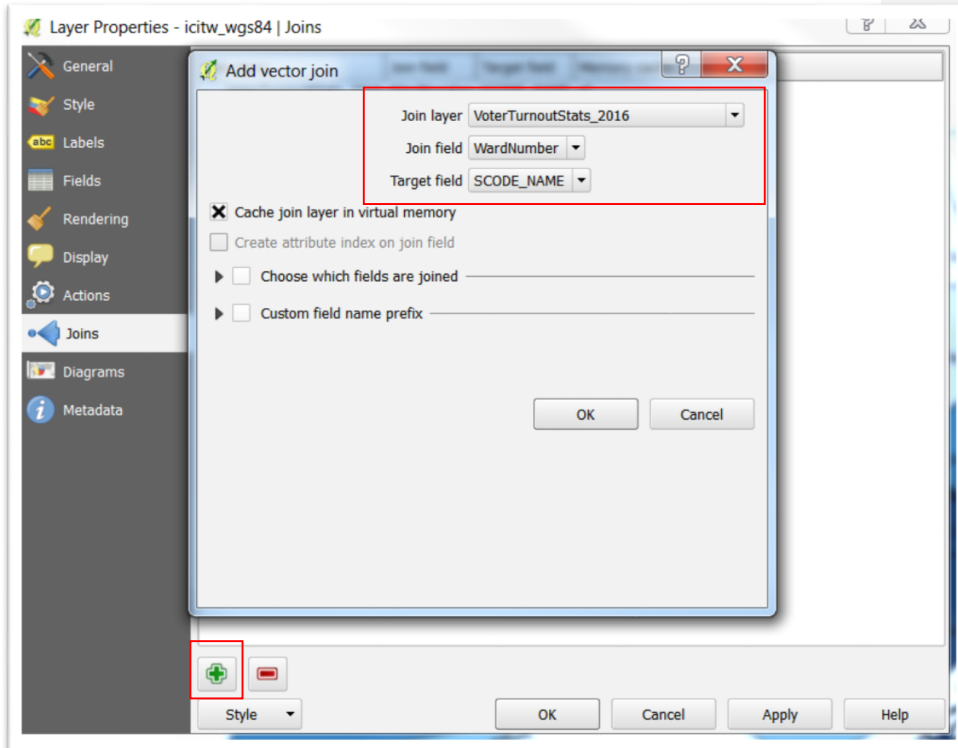 Layer Properties - icitw_wgs84 | Joins
General
Style
abc Labels
Fields
Rendering
Display
Actions
Joins
Diagrams
Metadata
Add vector join
Join layer VoterTurnoutStats_2016
Join field WardNumber
Target field SCODE_NAME
Cache join layer in virtual memory
Create attribute index on join field
Choose which fields are joined
Custom field name prefix
OK Cancel
Style OK Cancel Apply Help